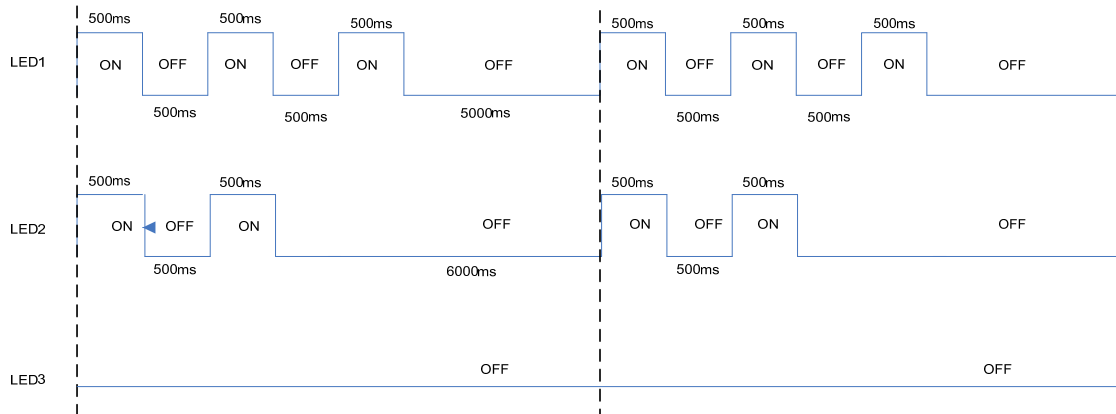 500ms 500ms 500ms 500ms 500ms 500ms
LED1 ON OFF ON OFF ON OFF ON OFF ON OFF ON OFF
500ms 500ms 5000ms 500ms 500ms
500ms 500ms 500ms 500ms
LED2 ON OFF ON OFF ON OFF ON OFF
500ms 6000ms 500ms
OFF OFF
LED3